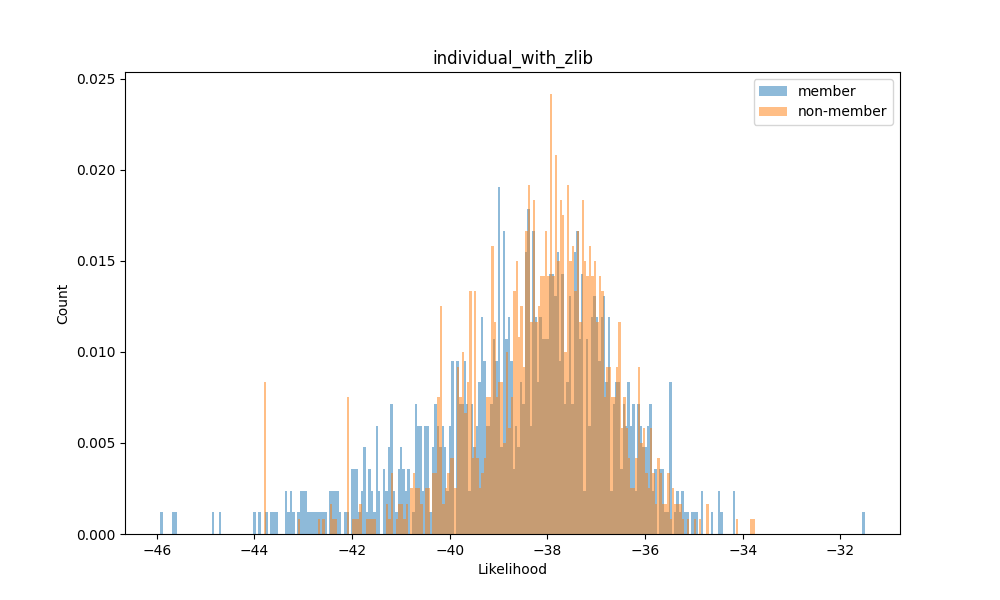 individual_with_zlib
member
non-member
0.025
0.020
0.015
0.010
0.005
0.000
Count
−46
−44
−42
−40
−38
−36
−34
−32
Likelihood